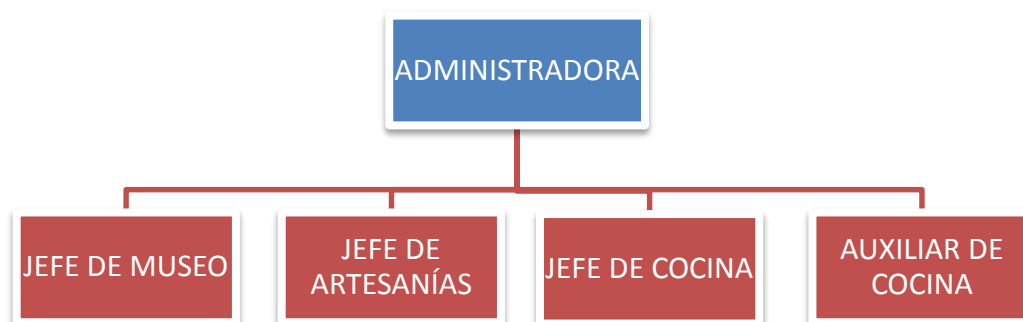 ADMINISTRADORA
JEFE DE MUSEO
JEFE DE
ARTESANÍAS
JEFE DE COCINA
AUXILIAR DE
COCINA